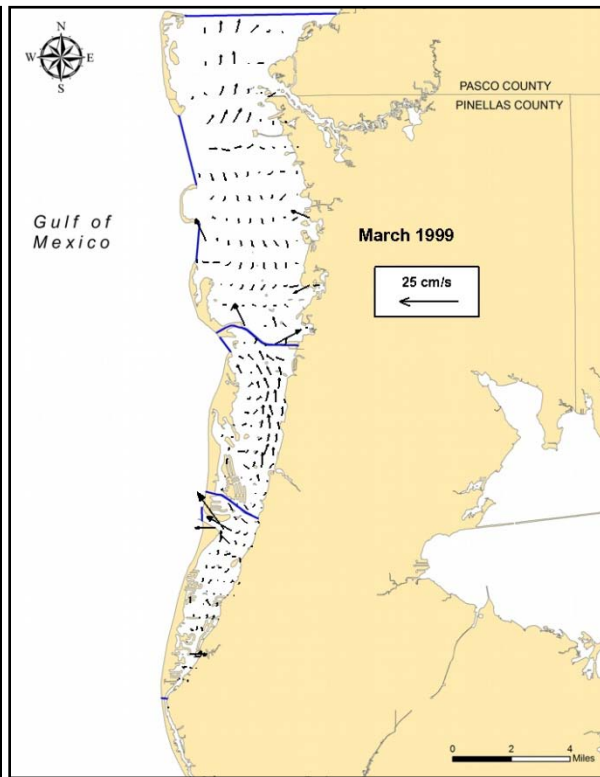 N
W E
S
PASCO COUNTY
PINELLAS COUNTY
Gulf of
Mexico
March 1999
25 cm/s
0 2 4
Miles